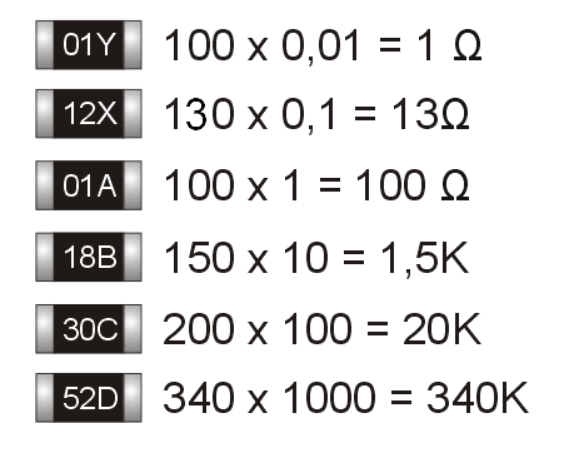 01Y 100 x 0,01 = 1 Ω
12X 130 x 0,1 = 13Ω
01A 100 x 1 = 100 Ω
18B 150 x 10 = 1,5K
30C 200 x 100 = 20K
52D 340 x 1000 = 340K